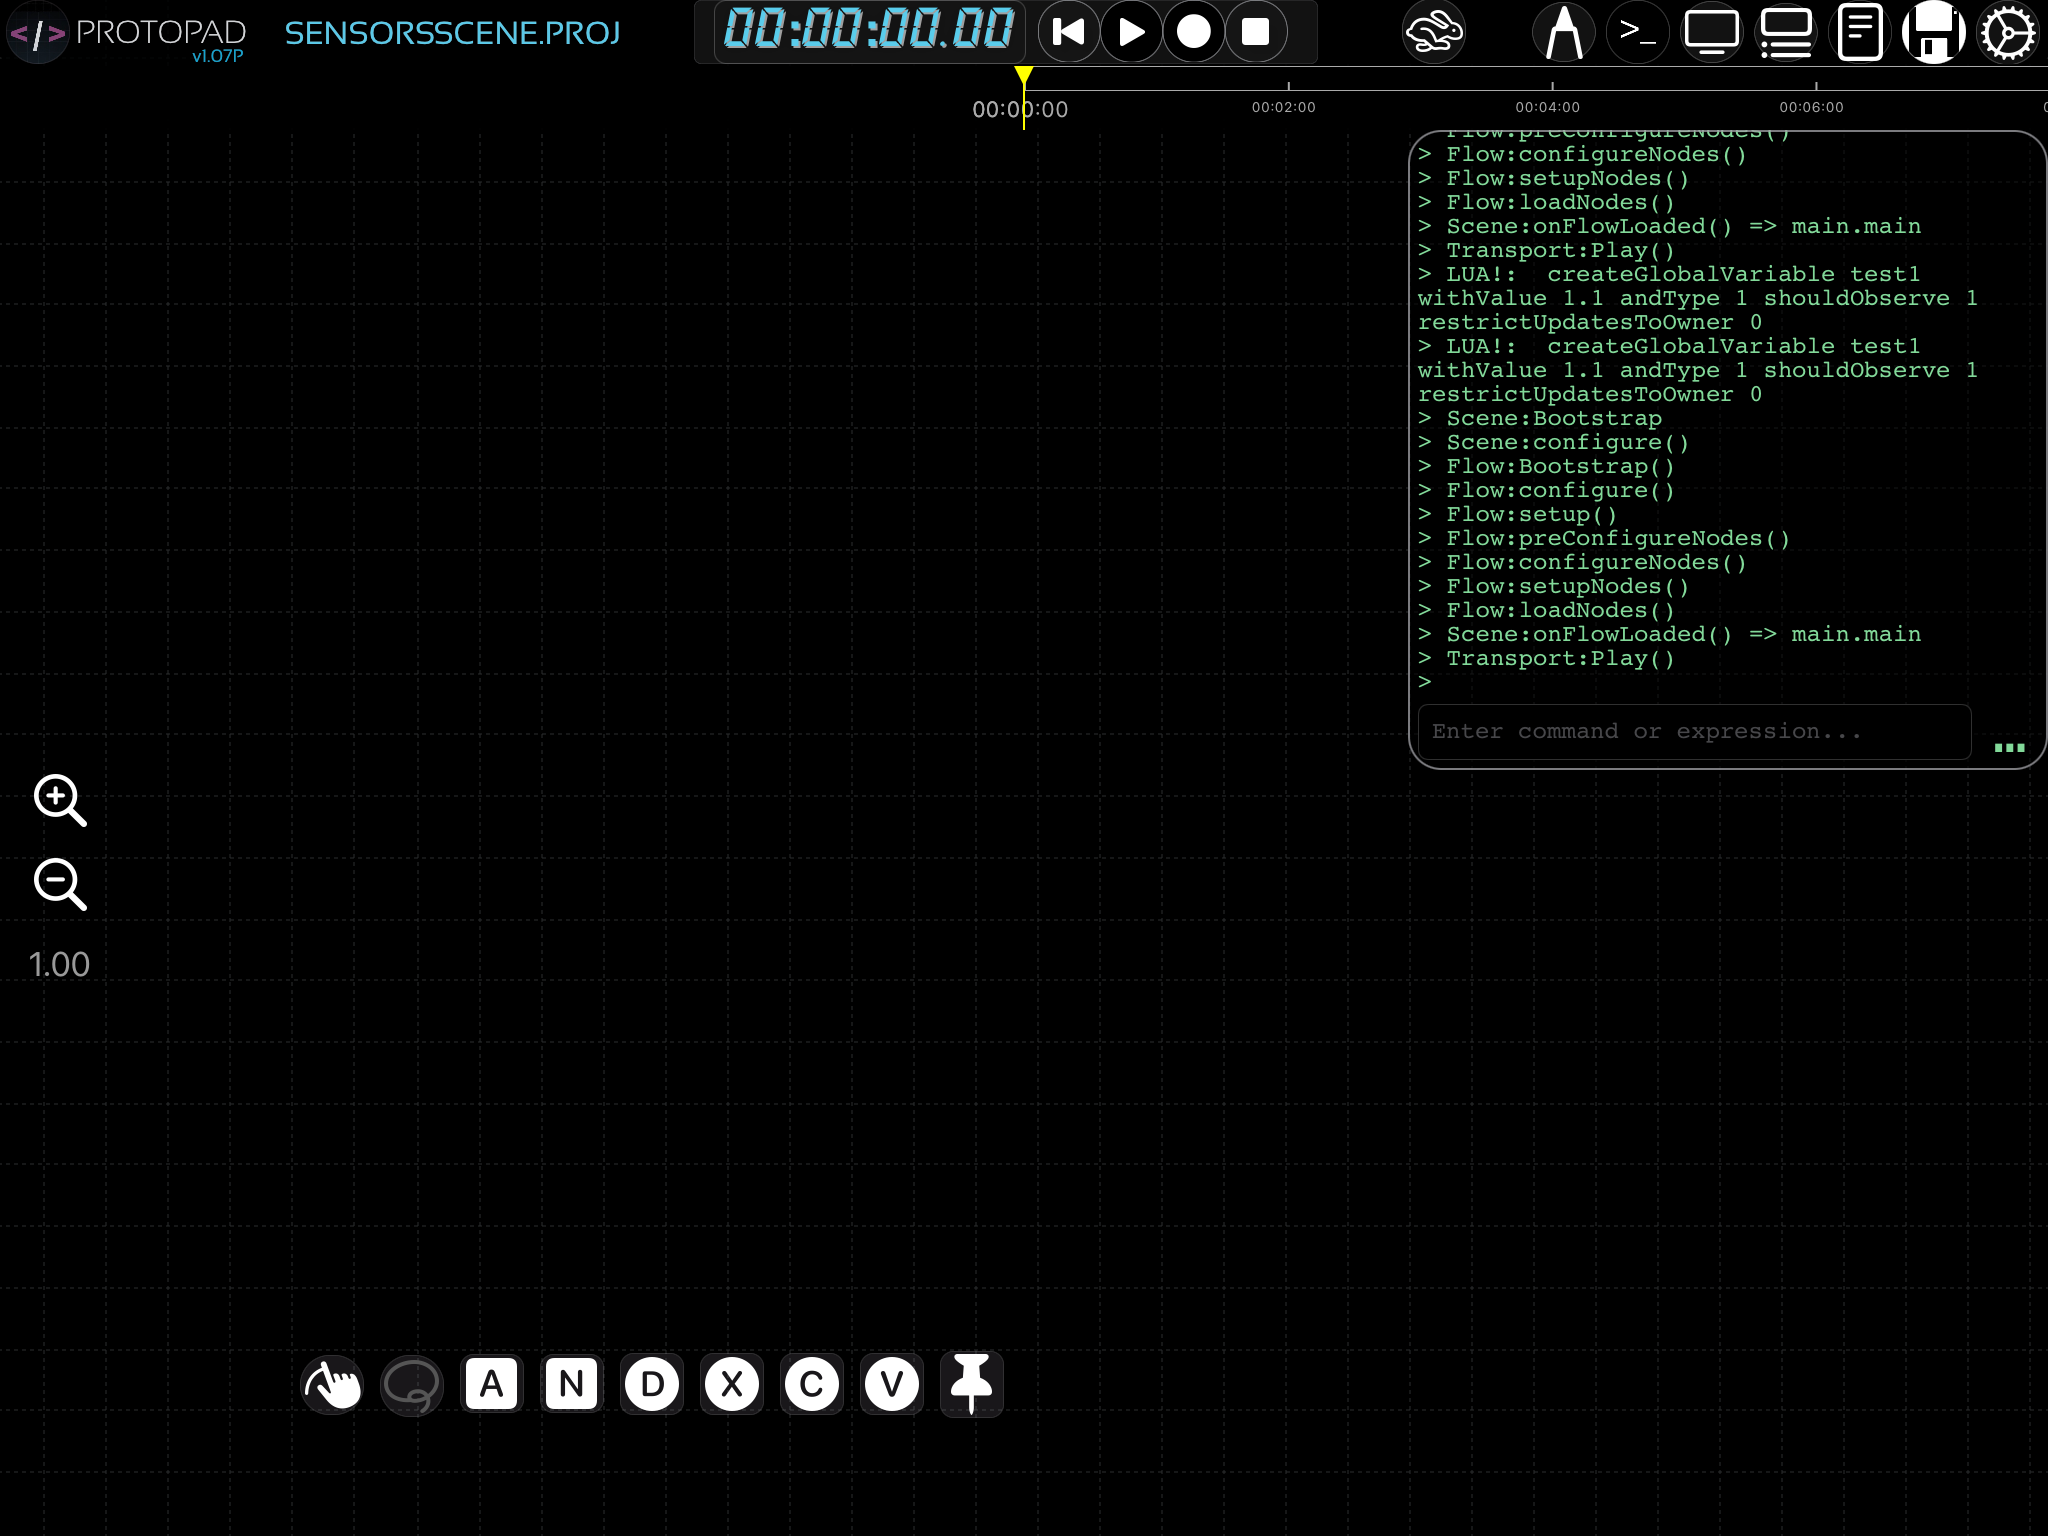 </> PROTOPAD
v1.07P
SENSORSSCENE.PROJ
00:00:00.00
>_
00:00:00
00:02:00
00:04:00
00:06:00
Flow:preConfigureNodes()
> Flow:configureNodes()
> Flow:setupNodes()
> Flow:loadNodes()
> Scene:onFlowLoaded() => main.main
> Transport:Play()
> LUA!:  createGlobalVariable test1
withValue 1.1 andType 1 shouldObserve 1
restrictUpdatesToOwner 0
> LUA!:  createGlobalVariable test1
withValue 1.1 andType 1 shouldObserve 1
restrictUpdatesToOwner 0
> Scene:Bootstrap
> Scene:configure()
> Flow:Bootstrap()
> Flow:configure()
> Flow:setup()
> Flow:preConfigureNodes()
> Flow:configureNodes()
> Flow:setupNodes()
> Flow:loadNodes()
> Scene:onFlowLoaded() => main.main
> Transport:Play()
>
Enter command or expression...
...
1.00
A N D X C V